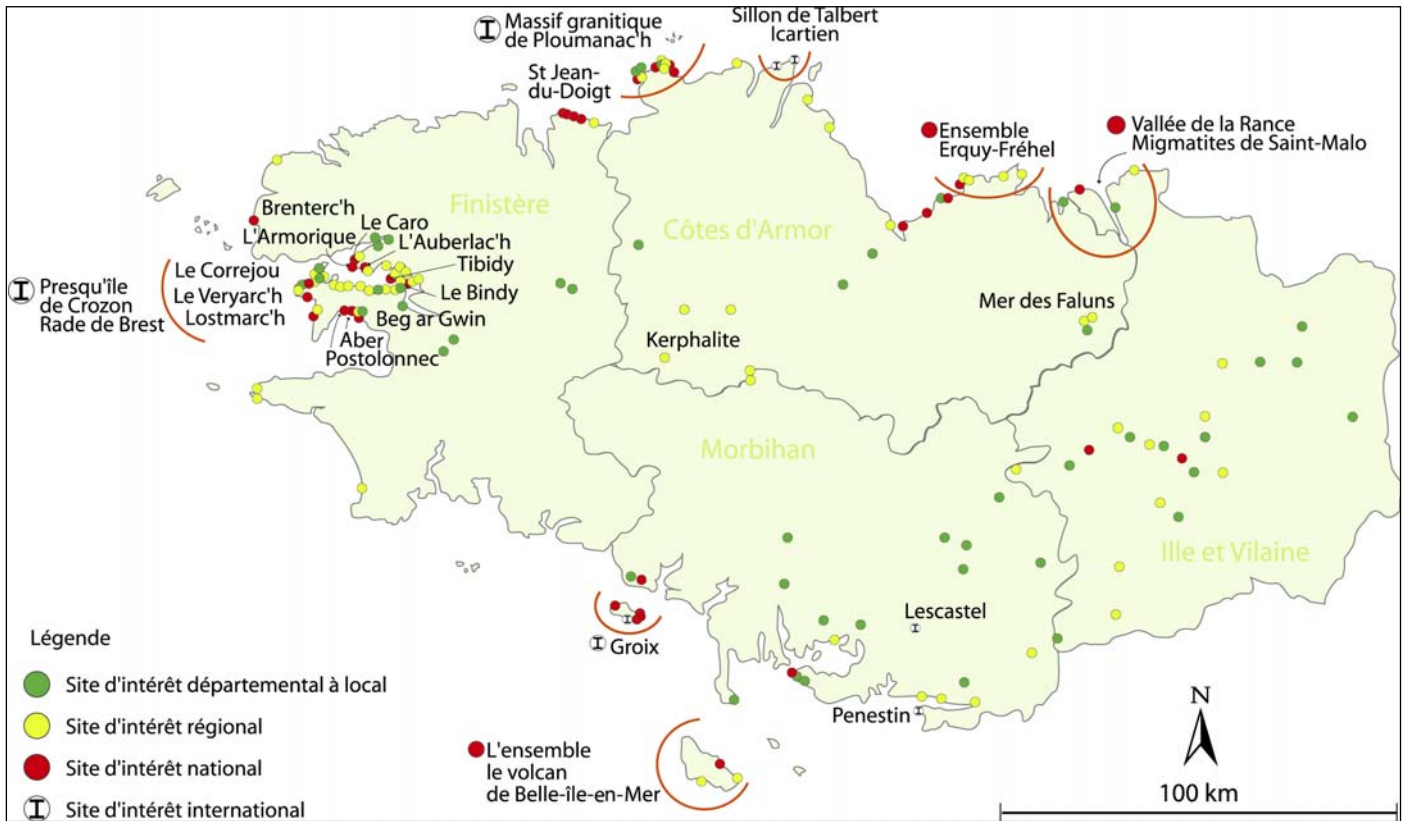 Massif granitique
de Ploumanac'h
Sillon de Talbert
Icartien
St Jean-
du-Doigt
Ensemble
Erquy-Fréhel
Vallée de la Rance
Migmatites de Saint-Malo
Finistère
Côtes d'Armor
Brenterc'h
Le Caro
L'Armorique
L'Auberlac'h
Le Correjou
Tibidy
Presqu'île
de Crozon
Rade de Brest
Le Veryarc'h
Le Bindy
Lostmarc'h
Beg ar Gwin
Aber
Postolonnec
Kerphalite
Mer des Faluns
Morbihan
Ille et Vilaine
Lescastel
Groix
Penestin
L'ensemble
le volcan
de Belle-île-en-Mer
Légende
Site d'intérêt départemental à local
Site d'intérêt régional
Site d'intérêt national
Site d'intérêt international
N
100 km